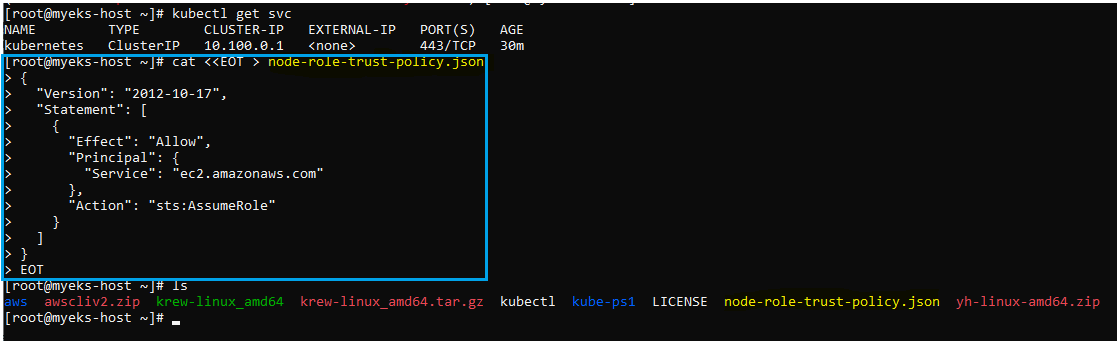 [root@myeks-host ~]# kubectl get svc
NAME         TYPE        CLUSTER-IP   EXTERNAL-IP   PORT(S)   AGE
kubernetes   ClusterIP   10.100.0.1   <none>        443/TCP   30m
[root@myeks-host ~]# cat <<EOT > node-role-trust-policy.json
> {
>   "Version": "2012-10-17",
>   "Statement": [
>     {
>       "Effect": "Allow",
>       "Principal": {
>         "Service": "ec2.amazonaws.com"
>       },
>       "Action": "sts:AssumeRole"
>     }
>   ]
> }
> EOT
[root@myeks-host ~]# ls
aws  awscliv2.zip  krew-linux_amd64  krew-linux_amd64.tar.gz  kubectl  kube-ps1  LICENSE  node-role-trust-policy.json  yh-linux-amd64.zip
[root@myeks-host ~]#